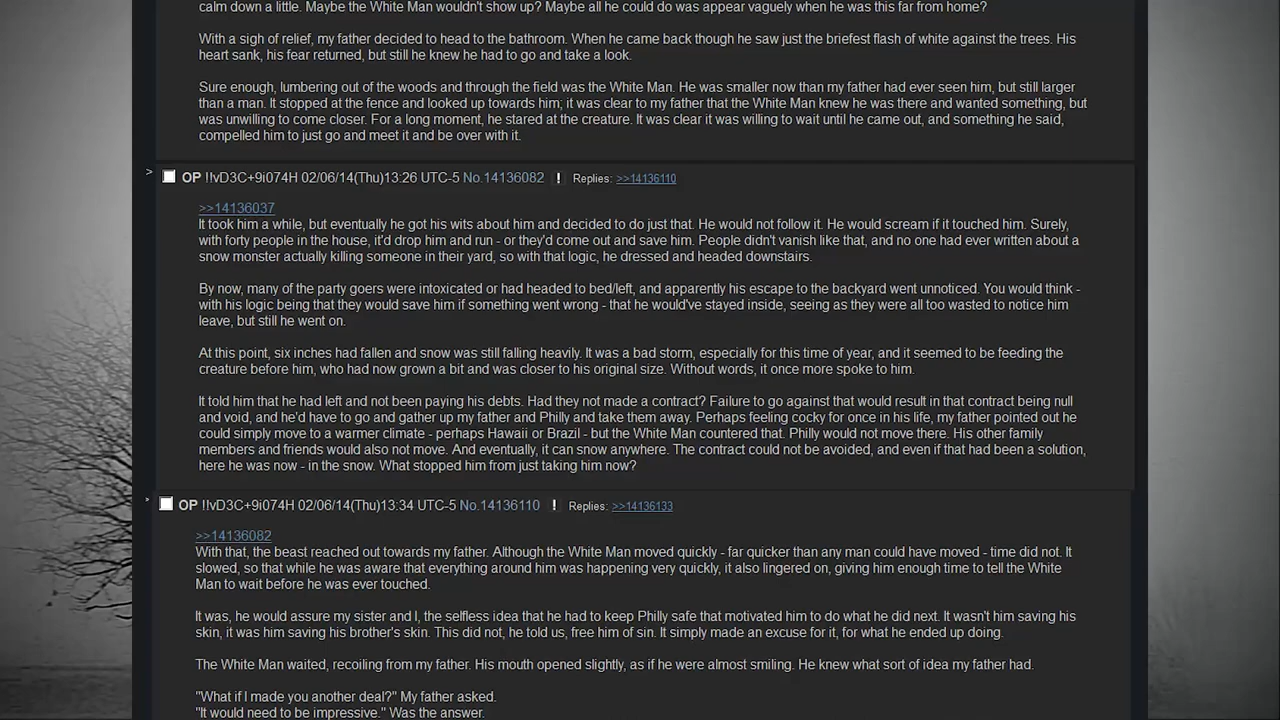 calm down a little. Maybe the White Man wouldn't show up? Maybe all he could do was appear vaguely when he was this far from home?
With a sigh of relief, my father decided to head to the bathroom. When he came back though he saw just the briefest flash of white against the trees. His
heart sank, his fear returned, but still he knew he had to go and take a look.
Sure enough, lumbering out of the woods and through the field was the White Man. He was smaller now than my father had ever seen him, but still larger
than a man. It stopped at the fence and looked up towards him; it was clear to my father that the White Man knew he was there and wanted something, but
was unwilling to come closer. For a long moment, he stared at the creature. It was clear it was willing to wait until he came out, and something he said,
compelled him to just go and meet it and be over with it.
> OP !!vD3C+9i074H 02/06/14(Thu)13:26 UTC-5 No.14136082 ! Replies: >>14136110
>>14136037
It took him a while, but eventually he got his wits about him and decided to do just that. He would not follow it. He would scream if it touched him. Surely,
with forty people in the house, it'd drop him and run - or they'd come out and save him. People didn't vanish like that, and no one had ever written about a
snow monster actually killing someone in their yard, so with that logic, he dressed and headed downstairs.
By now, many of the party goers were intoxicated or had headed to bed/left, and apparently his escape to the backyard went unnoticed. You would think -
with his logic being that they would save him if something went wrong - that he would've stayed inside, seeing as they were all too wasted to notice him
leave, but still he went on.
At this point, six inches had fallen and snow was still falling heavily. It was a bad storm, especially for this time of year, and it seemed to be feeding the
creature before him, who had now grown a bit and was closer to his original size. Without words, it once more spoke to him.
It told him that he had left and not been paying his debts. Had they not made a contract? Failure to go against that would result in that contract being null
and void, and he'd have to go and gather up my father and Philly and take them away. Perhaps feeling cocky for once in his life, my father pointed out he
could simply move to a warmer climate - perhaps Hawaii or Brazil - but the White Man countered that. Philly would not move there. His other family
members and friends would also not move. And eventually, it can snow anywhere. The contract could not be avoided, and even if that had been a solution,
here he was now - in the snow. What stopped him from just taking him now?
> OP !!vD3C+9i074H 02/06/14(Thu)13:34 UTC-5 No.14136110 ! Replies: >>14136133
>>14136082
With that, the beast reached out towards my father. Although the White Man moved quickly - far quicker than any man could have moved - time did not. It
slowed, so that while he was aware that everything around him was happening very quickly, it also lingered on, giving him enough time to tell the White
Man to wait before he was ever touched.
It was, he would assure my sister and I, the selfless idea that he had to keep Philly safe that motivated him to do what he did next. It wasn't him saving his
skin, it was him saving his brother's skin. This did not, he told us, free him of sin. It simply made an excuse for it, for what he ended up doing.
The White Man waited, recoiling from my father. His mouth opened slightly, as if he were almost smiling. He knew what sort of idea my father had.
"What if I made you another deal?" My father asked.
"It would need to be impressive." Was the answer.